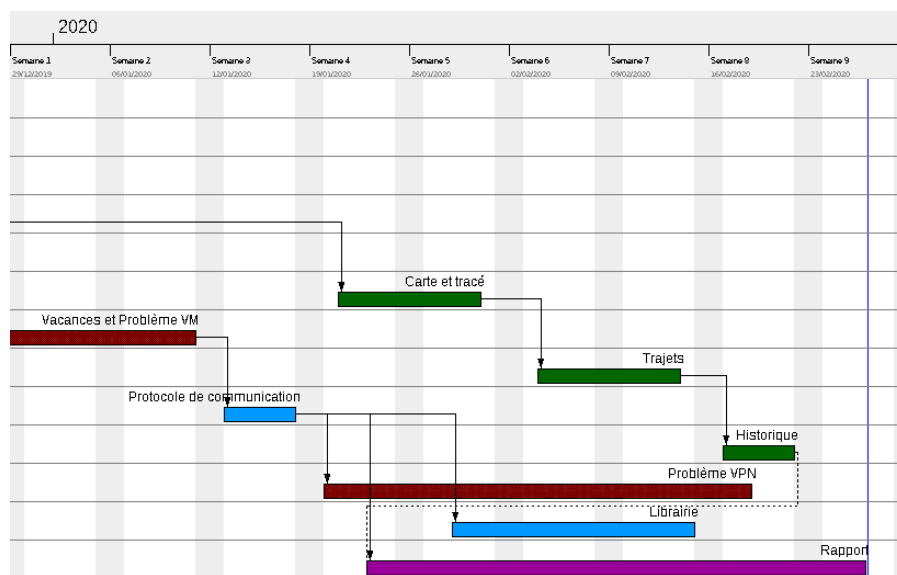 2020
Semaine 1 Semaine 2 Semaine 3 Semaine 4 Semaine 5 Semaine 6 Semaine 7 Semaine 8 Semaine 9
29/12/2019 05/01/2020 12/01/2020 19/01/2020 26/01/2020 02/02/2020 09/02/2020 16/02/2020 23/02/2020
Carte et tracé
Vacances et Problème VM
Trajets
Protocole de communication
Historique
Problème VPN
Librairie
Rapport